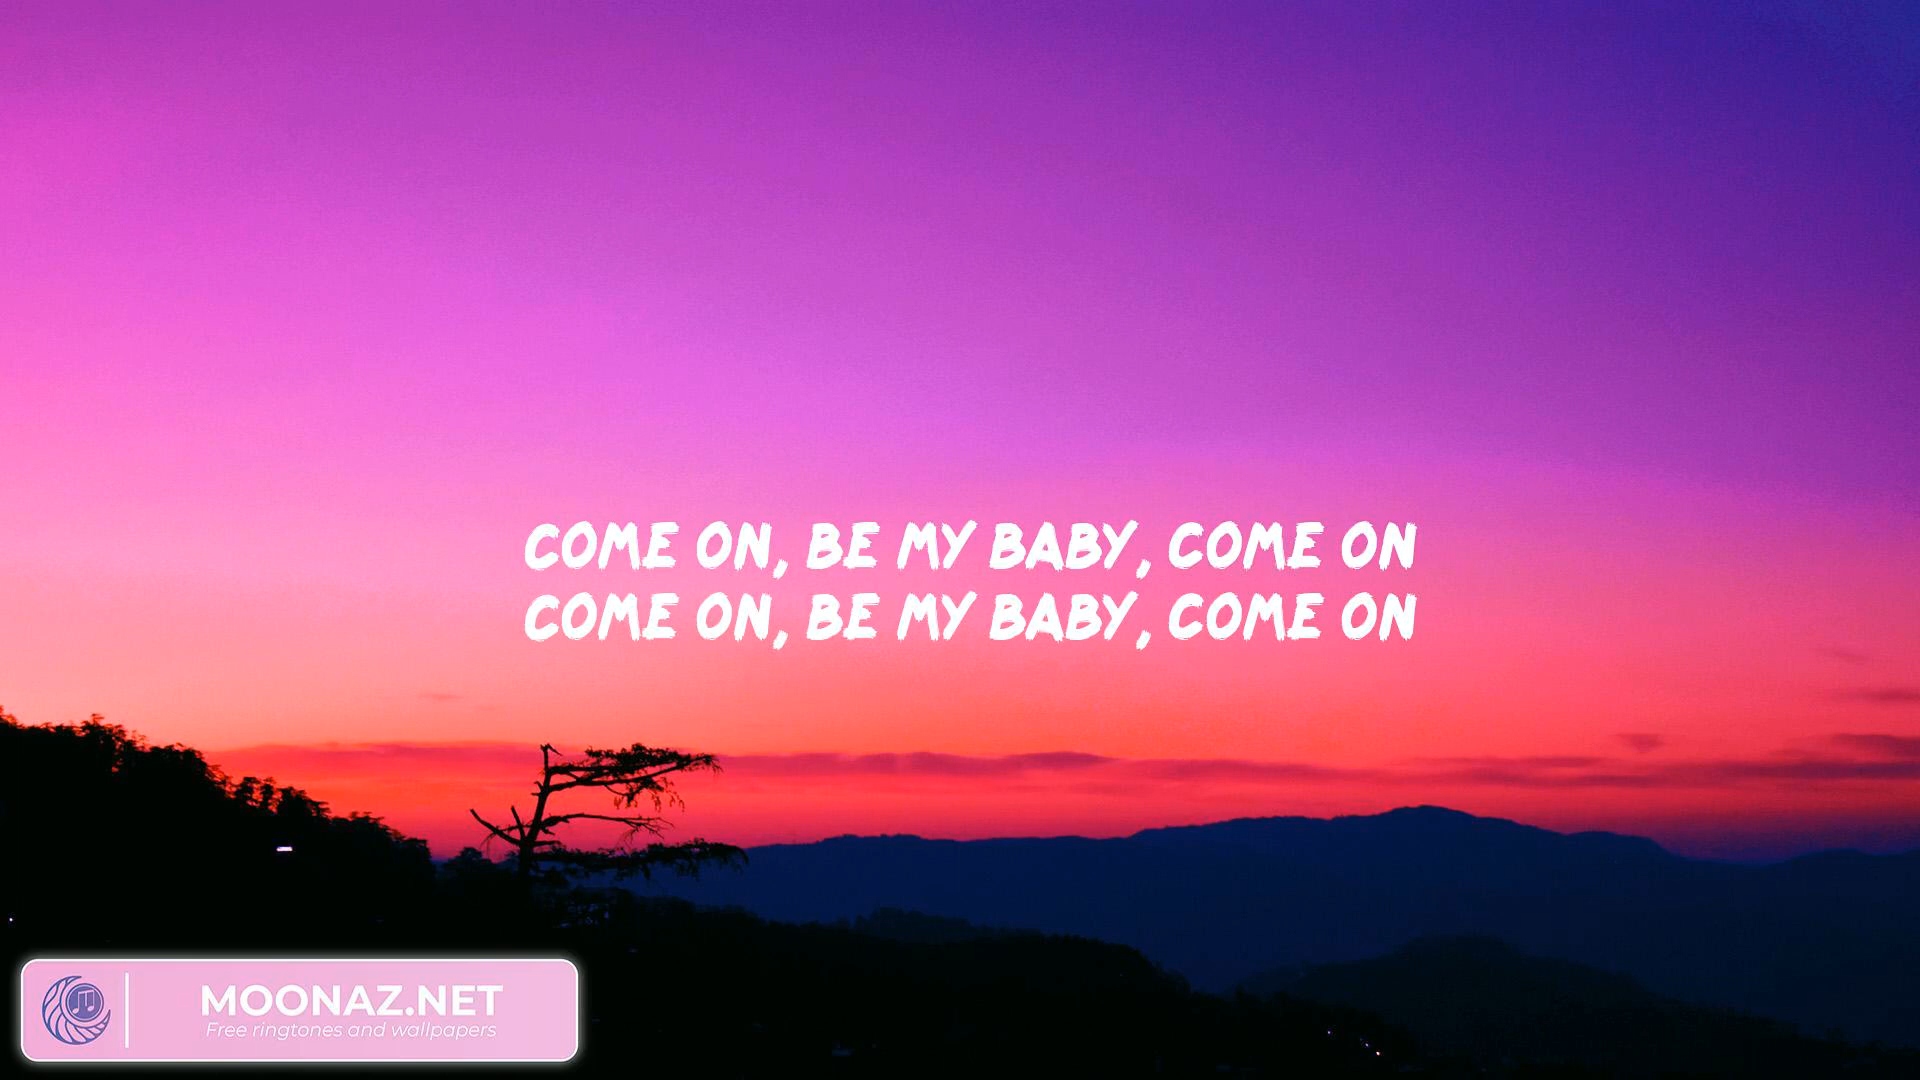 COME ON, BE MY BABY, COME ON
COME ON, BE MY BABY, COME ON
MOONAZ.NET
Free ringtones and wallpapers